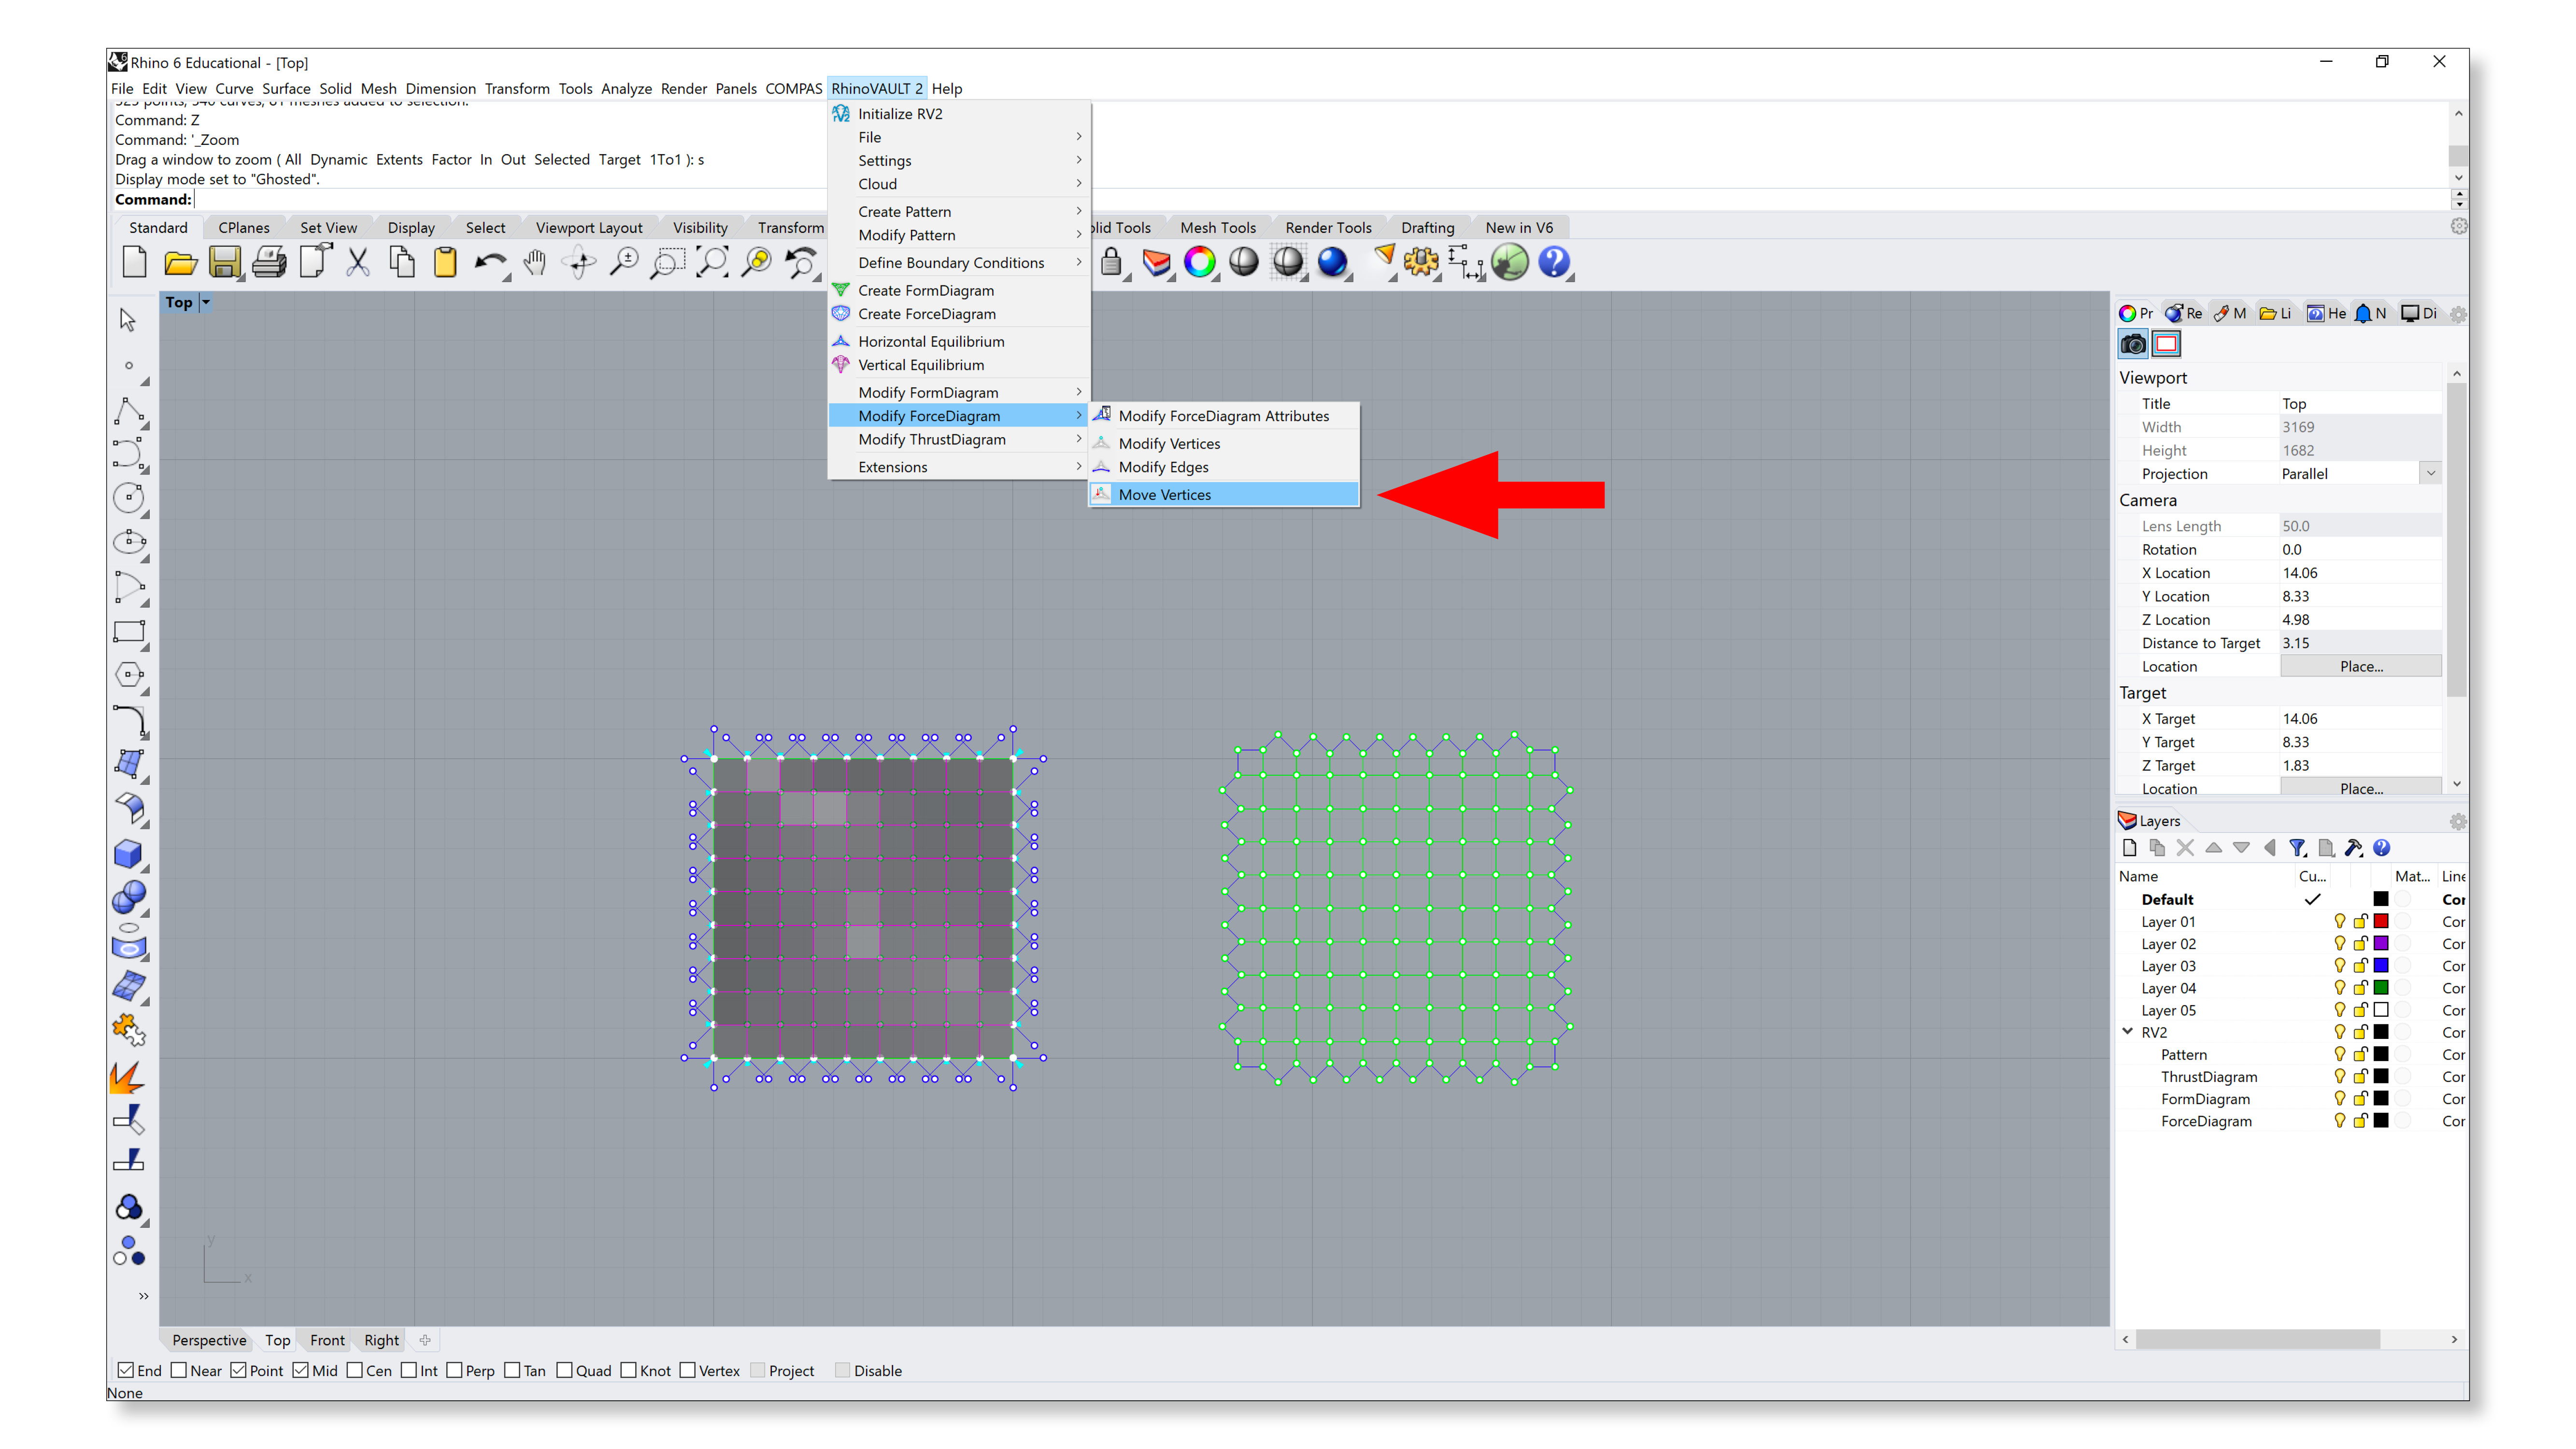 Rhino 6 Educational - [Top]
File Edit View Curve Surface Solid Mesh Dimension Transform Tools Analyze Render Panels COMPAS RhinoVAULT 2 Help
525 points, 540 curves, 81 meshes added to selection.
Command: Z
Command: '_Zoom
Drag a window to zoom ( All Dynamic Extents Factor In Out Selected Target 1To1 ): s
Display mode set to "Ghosted".
Command:
Standard CPlanes Set View Display Select Viewport Layout Visibility Transform lid Tools Mesh Tools Render Tools Drafting New in V6
Initialize RV2
File
Settings
Cloud
Create Pattern
Modify Pattern
Define Boundary Conditions
Create FormDiagram
Create ForceDiagram
Horizontal Equilibrium
Vertical Equilibrium
Modify FormDiagram
Modify ForceDiagram
Modify ThrustDiagram
Extensions
Modify ForceDiagram Attributes
Modify Vertices
Modify Edges
Move Vertices
Top
y
x
Pr Re M Li He N Di
Viewport
Title Top
Width 3169
Height 1682
Projection Parallel
Camera
Lens Length 50.0
Rotation 0.0
X Location 14.06
Y Location 8.33
Z Location 4.98
Distance to Target 3.15
Location Place...
Target
X Target 14.06
Y Target 8.33
Z Target 1.83
Location Place...
Layers
Name Cu... Mat... Line
Default Cor
Layer 01 Cor
Layer 02 Cor
Layer 03 Cor
Layer 04 Cor
Layer 05 Cor
RV2 Cor
Pattern Cor
ThrustDiagram Cor
FormDiagram Cor
ForceDiagram Cor
Perspective Top Front Right
End Near Point Mid Cen Int Perp Tan Quad Knot Vertex Project Disable
None